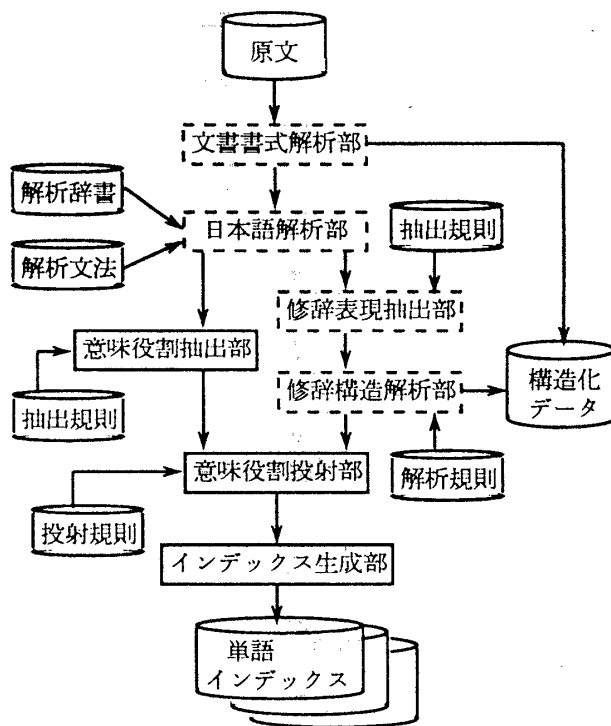 原文
文書書式解析部
解析辞書
日本語解析部
抽出規則
解析文法
修辞表現抽出部
意味役割抽出部
修辞構造解析部
構造化
データ
抽出規則
解析規則
意味役割投射部
投射規則
インデックス生成部
単語
インデックス